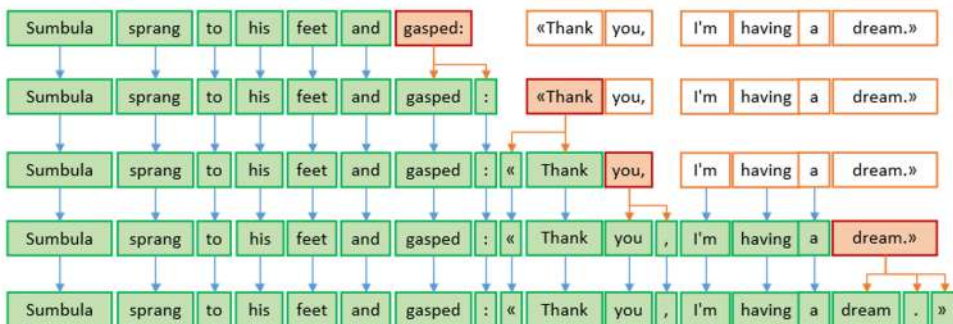 Sumbula sprang to his feet and gasped: «Thank you, I'm having a dream.»
Sumbula sprang to his feet and gasped : «Thank you, I'm having a dream.»
Sumbula sprang to his feet and gasped : « Thank you, I'm having a dream.»
Sumbula sprang to his feet and gasped : « Thank you , I'm having a dream.»
Sumbula sprang to his feet and gasped : « Thank you , I'm having a dream . »